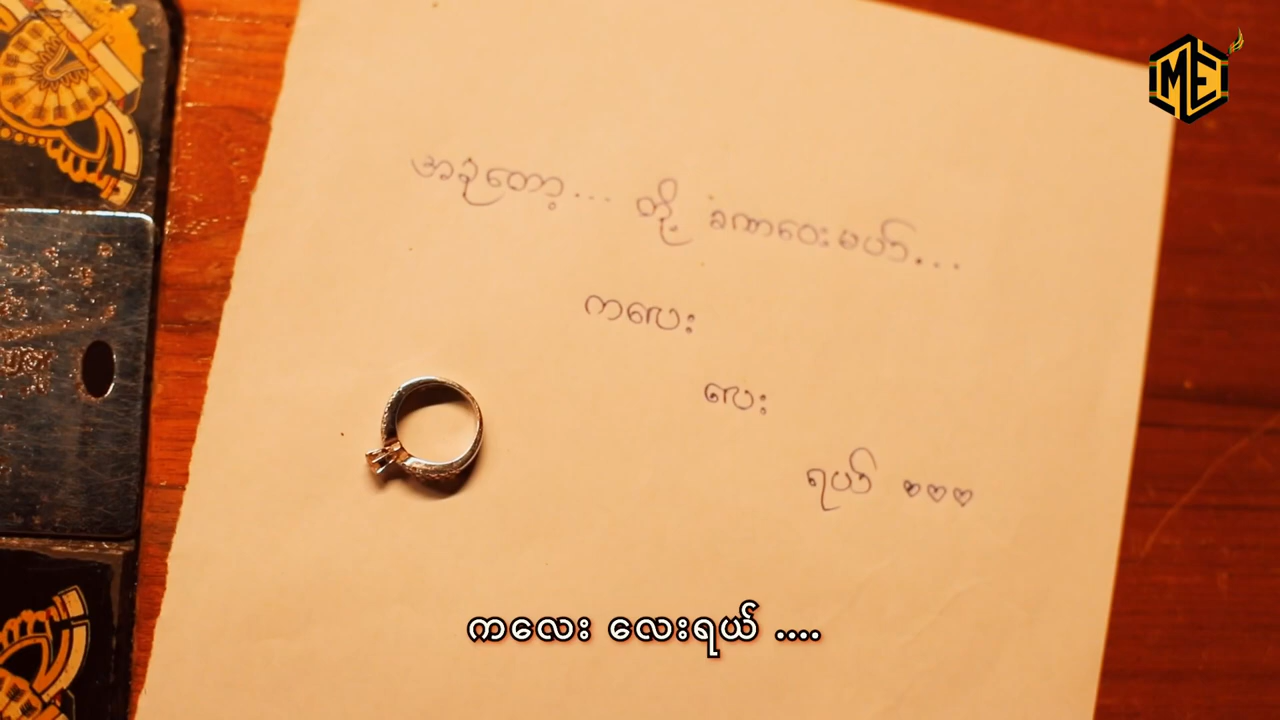 ME
အခုတော့... တို့ ခဏဝေးမယ်...
ကလေး
လေး
ရယ် ♥♡♡
ကလေး လေးရယ် ....